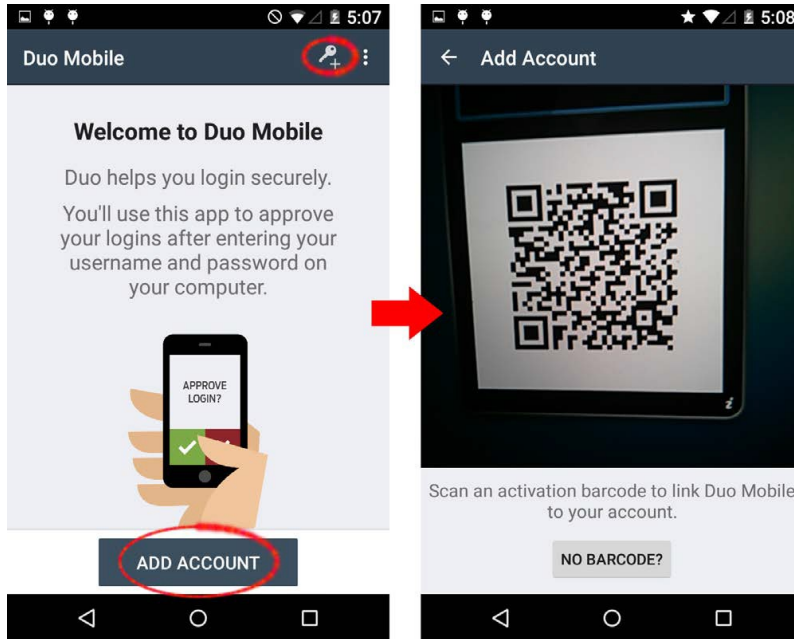 5:07
Duo Mobile
Welcome to Duo Mobile
Duo helps you login securely.
You'll use this app to approve
your logins after entering your
username and password on
your computer.
APPROVE
LOGIN?
ADD ACCOUNT
5:08
Add Account
i
Scan an activation barcode to link Duo Mobile
to your account.
NO BARCODE?